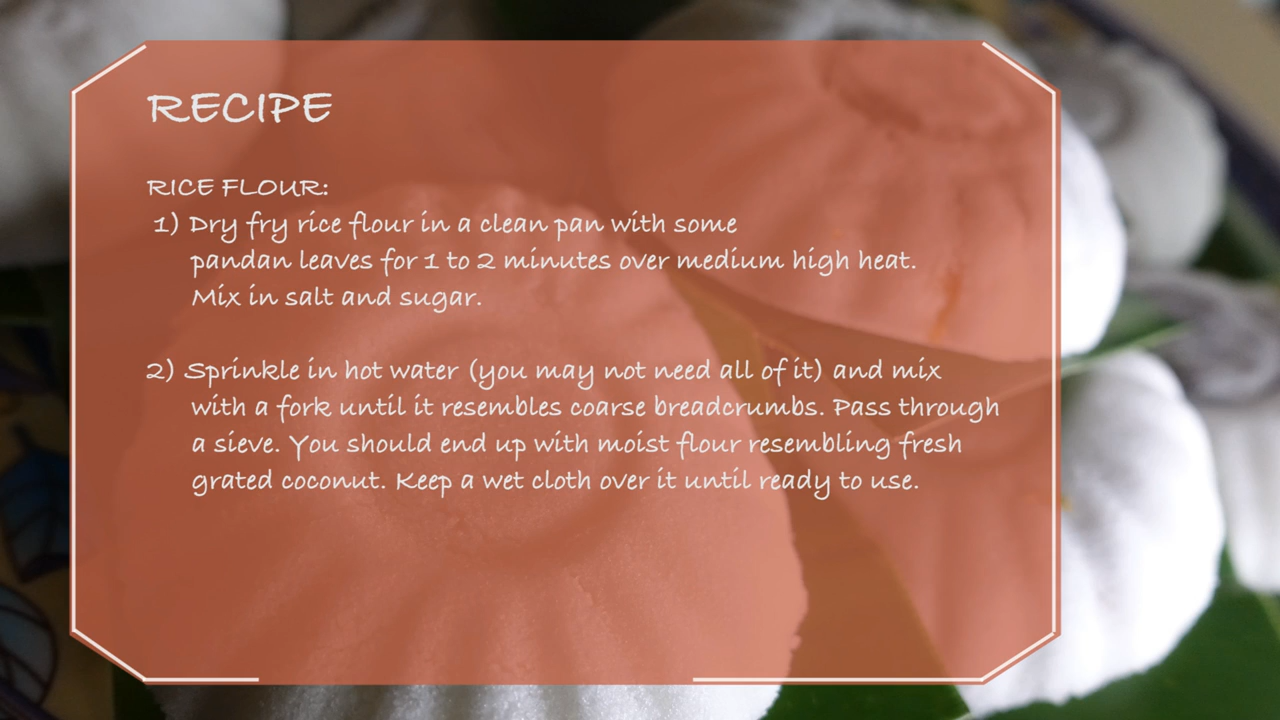 RECIPE
RICE FLOUR:
1) Dry fry rice flour in a clean pan with some
pandan leaves for 1 to 2 minutes over medium high heat.
Mix in salt and sugar.
2) Sprinkle in hot water (you may not need all of it) and mix
with a fork until it resembles coarse breadcrumbs. Pass through
a sieve. You should end up with moist flour resembling fresh
grated coconut. Keep a wet cloth over it until ready to use.